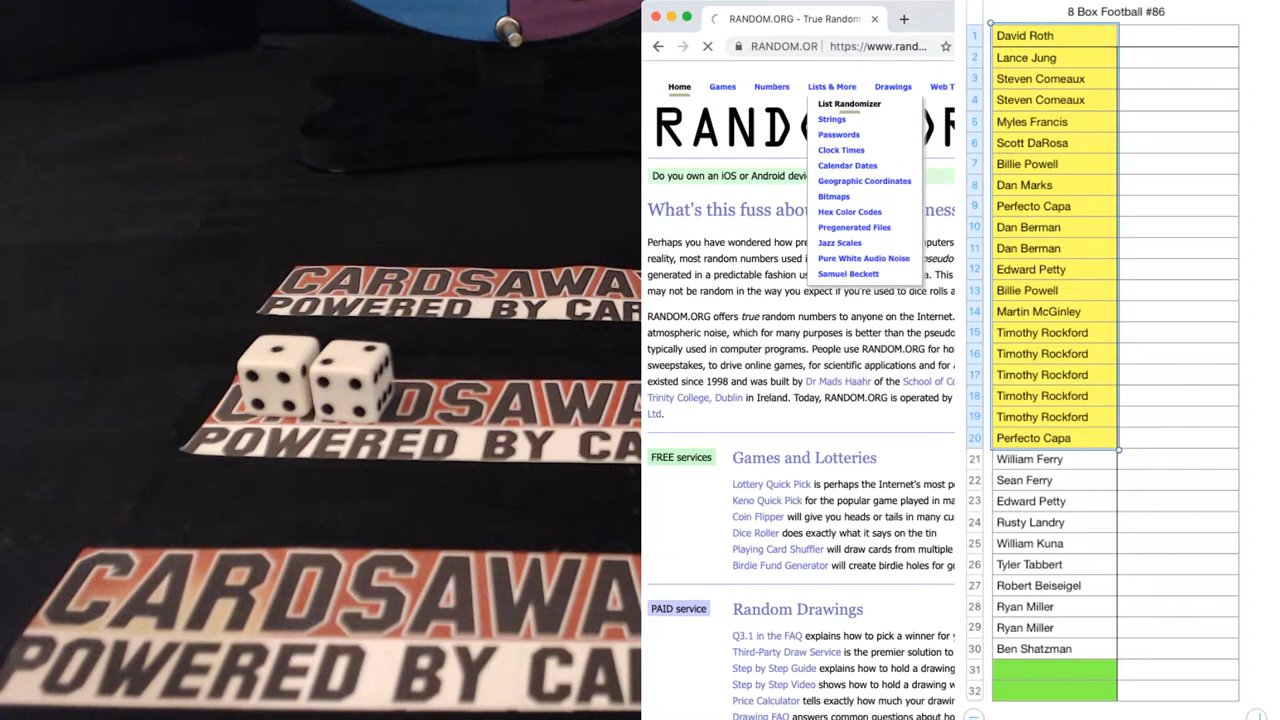 CARDSAWA
POWERED BY CAR
CARDSAWA
POWERED BY CA
CARDSAWA
POWERED BY CA
RANDOM.ORG - True Random
RANDOM.OR
https://www.rand...
Home Games Numbers Lists & More Drawings Web T
List Randomizer
Strings
Passwords
Clock Times
Calendar Dates
Geographic Coordinates
Bitmaps
Hex Color Codes
Pregenerated Files
Jazz Scales
Pure White Audio Noise
Samuel Beckett
RAND
Do you own an iOS or Android devi
What's this fuss abou ness
Perhaps you have wondered how pre mputers
reality, most random numbers used i pseudo
generated in a predictable fashion us a. This
may not be random in the way you expect if you're used to dice rolls a
RANDOM.ORG offers true random numbers to anyone on the Internet.
atmospheric noise, which for many purposes is better than the pseudo
typically used in computer programs. People use RANDOM.ORG for ho
sweepstakes, to drive online games, for scientific applications and for a
existed since 1998 and was built by Dr Mads Haahr of the School of Co
Trinity College, Dublin in Ireland. Today, RANDOM.ORG is operated by
Ltd.
FREE services
Games and Lotteries
Lottery Quick Pick is perhaps the Internet's most po
Keno Quick Pick for the popular game played in ma
Coin Flipper will give you heads or tails in many cu
Dice Roller does exactly what it says on the tin
Playing Card Shuffler will draw cards from multiple
Birdie Fund Generator will create birdie holes for go
PAID service
Random Drawings
Q3.1 in the FAQ explains how to pick a winner for y
Third-Party Draw Service is the premier solution to
Step by Step Guide explains how to hold a drawing
Step by Step Video shows how to hold a drawing w
Price Calculator tells exactly how much your drawin
Drawing FAQ answers common questions about ho
8 Box Football #86
1 David Roth
2 Lance Jung
3 Steven Comeaux
4 Steven Comeaux
5 Myles Francis
6 Scott DaRosa
7 Billie Powell
8 Dan Marks
9 Perfecto Capa
10 Dan Berman
11 Dan Berman
12 Edward Petty
13 Billie Powell
14 Martin McGinley
15 Timothy Rockford
16 Timothy Rockford
17 Timothy Rockford
18 Timothy Rockford
19 Timothy Rockford
20 Perfecto Capa
21 William Ferry
22 Sean Ferry
23 Edward Petty
24 Rusty Landry
25 William Kuna
26 Tyler Tabbert
27 Robert Beiseigel
28 Ryan Miller
29 Ryan Miller
30 Ben Shatzman
31
32